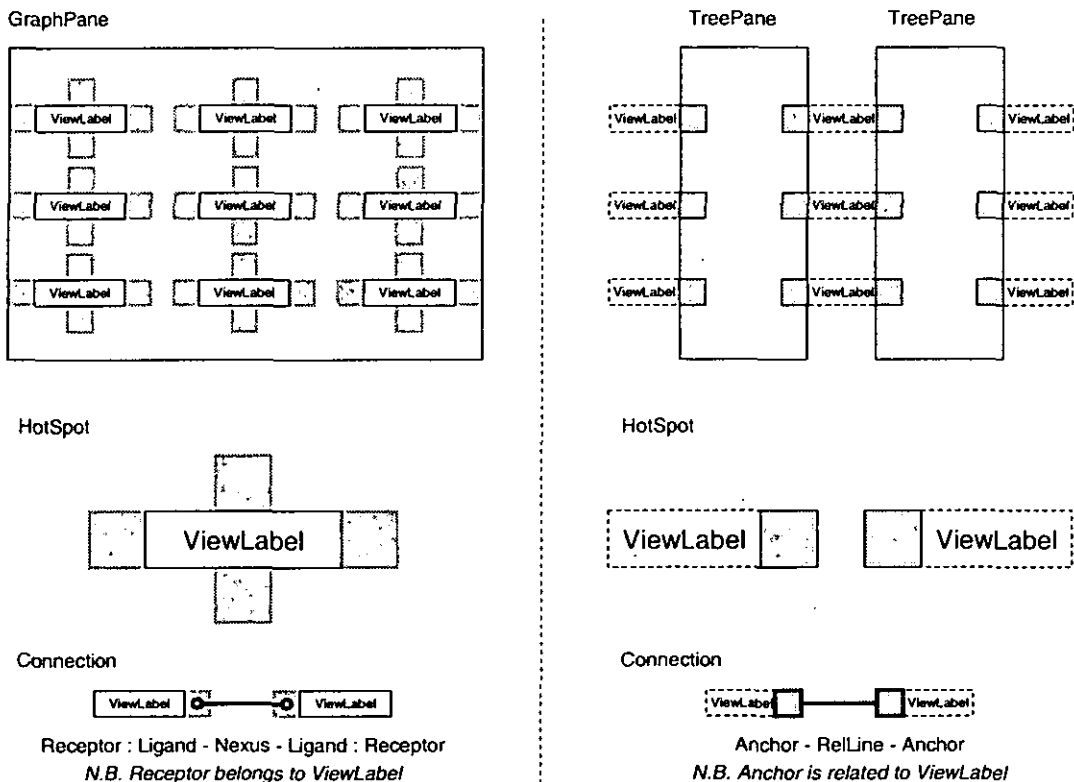 GraphPane
ViewLabel ViewLabel ViewLabel
ViewLabel ViewLabel ViewLabel
ViewLabel ViewLabel ViewLabel
HotSpot
ViewLabel
Connection
ViewLabel ViewLabel
Receptor : Ligand - Nexus - Ligand : Receptor
N.B. Receptor belongs to ViewLabel
TreePane TreePane
ViewLabel ViewLabel ViewLabel
ViewLabel ViewLabel ViewLabel
ViewLabel ViewLabel ViewLabel
HotSpot
ViewLabel ViewLabel
Connection
ViewLabel ViewLabel
Anchor - RelLine - Anchor
N.B. Anchor is related to ViewLabel